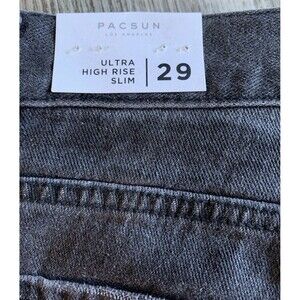 PACSUN
LOS ANGELES
ULTRA
HIGH RISE
SLIM
29